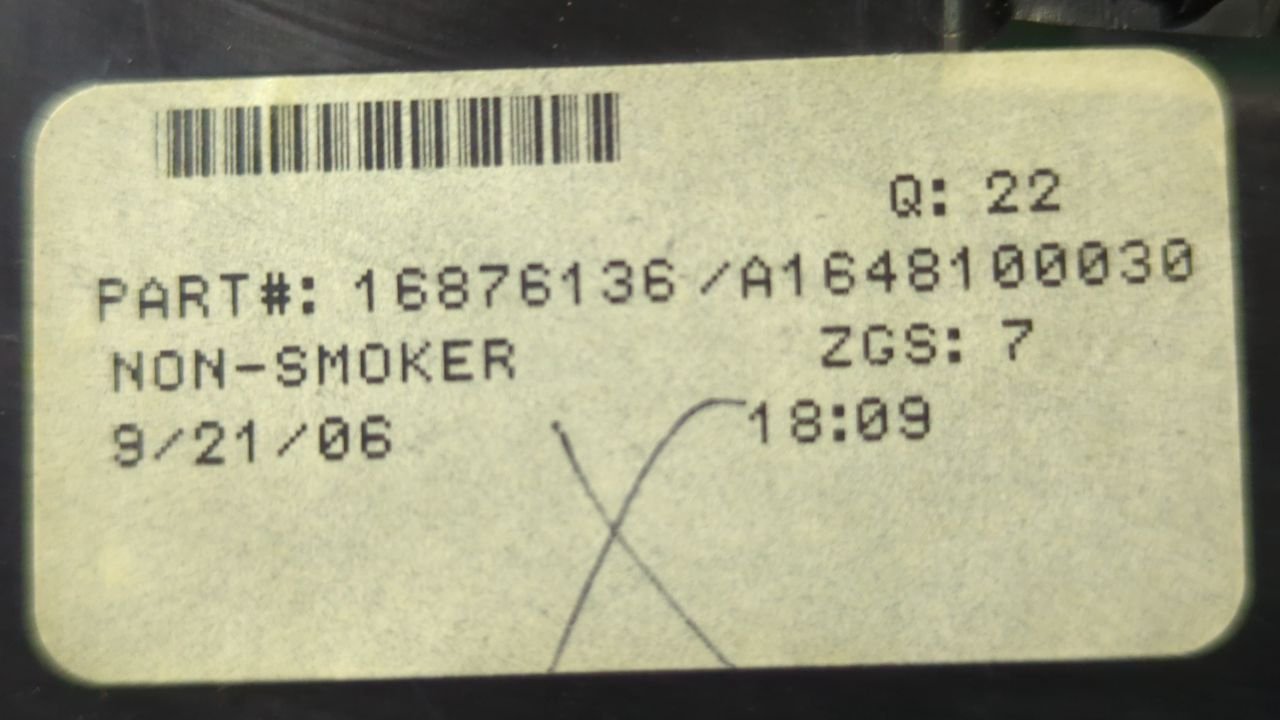 Q: 22
PART#: 16876136/A1648100030
NON-SMOKER ZGS: 7
9/21/06 18:09